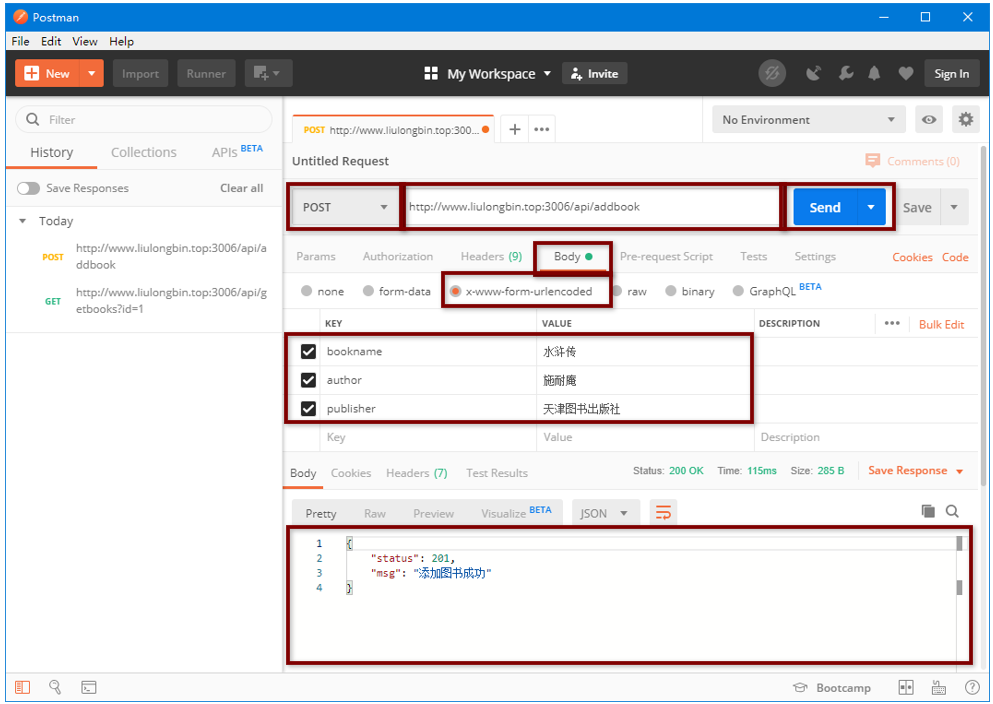 Postman
File Edit View Help
New Import Runner My Workspace Invite Sign In
Filter
History Collections APIs BETA
Save Responses Clear all
Today
POST http://www.liulongbin.top:3006/api/a
ddbook
GET http://www.liulongbin.top:3006/api/g
etbooks?id=1
POST http://www.liulongbin.top:300... + •••
No Environment
Untitled Request
Comments (0)
POST http://www.liulongbin.top:3006/api/addbook Send Save
Params Authorization Headers (9) Body Pre-request Script Tests Settings Cookies Code
none form-data x-www-form-urlencoded raw binary GraphQL BETA
KEY VALUE DESCRIPTION ••• Bulk Edit
bookname 水浒传
author 施耐庵
publisher 天津图书出版社
Key Value Description
Body Cookies Headers (7) Test Results Status: 200 OK Time: 115ms Size: 285 B Save Response
Pretty Raw Preview Visualize BETA JSON
1 {
2 "status": 201,
3 "msg": "添加图书成功"
4 }
Bootcamp